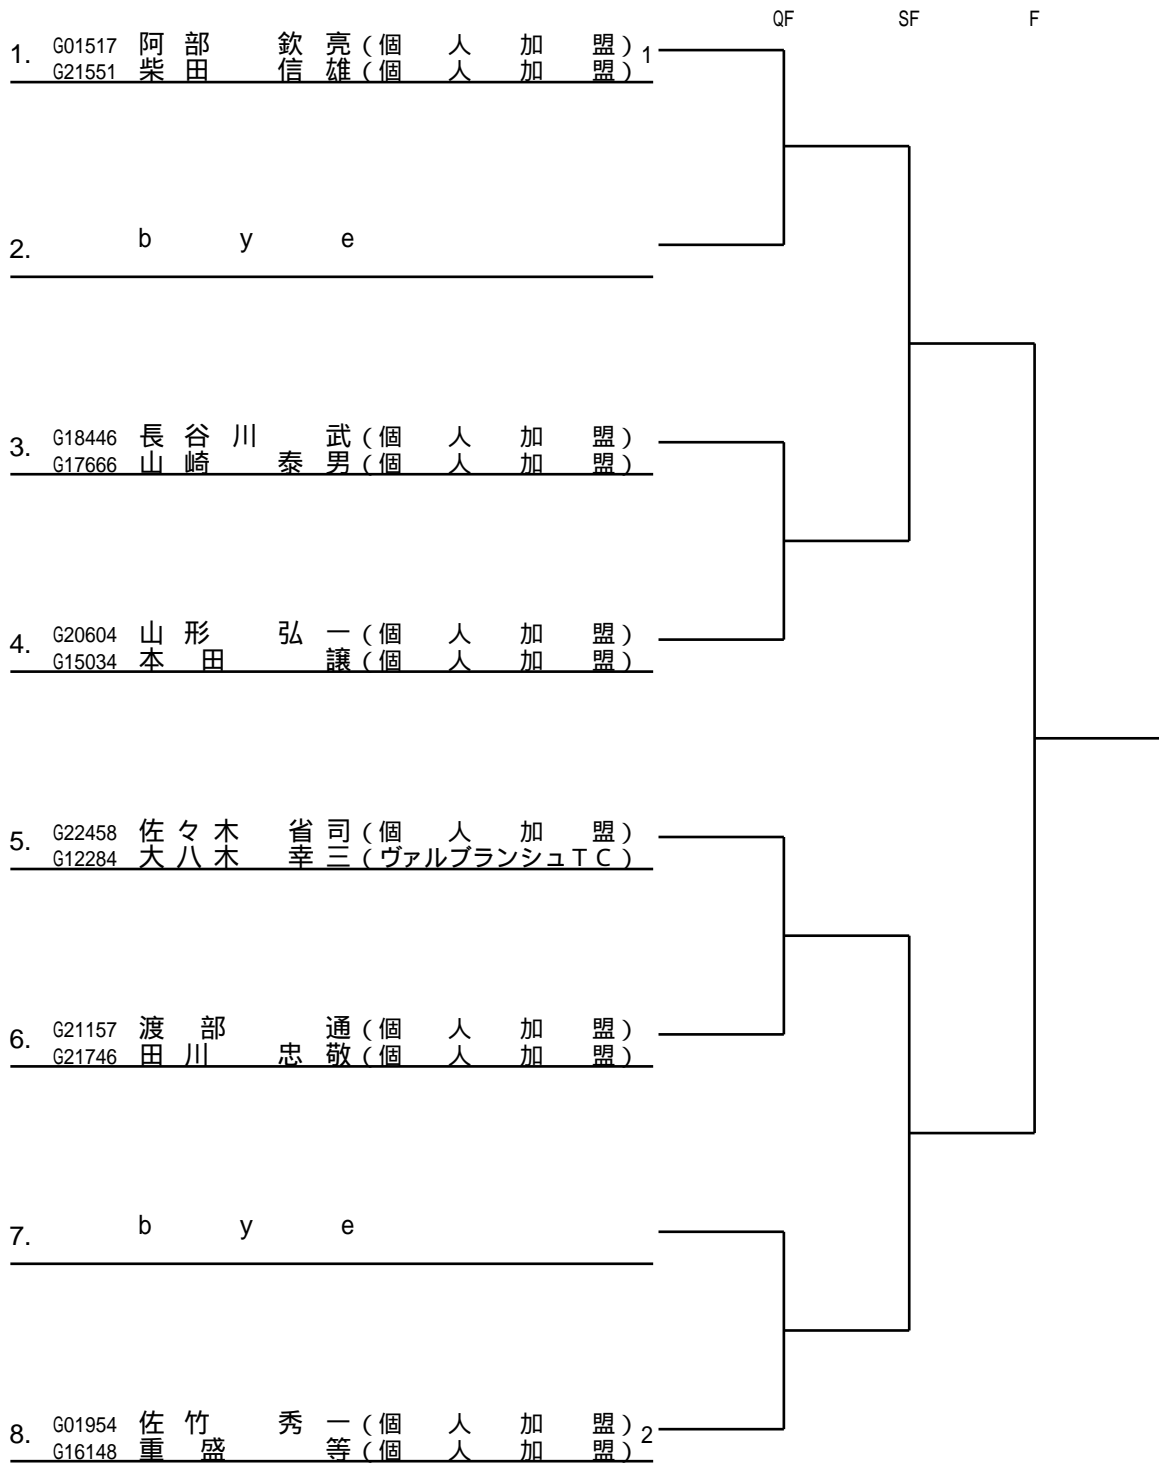 QF SF F
1. G01517 阿部 欽亮(個人加盟) 1
G21551 柴田 信雄(個人加盟)
2. bye
3. G18446 長谷川 武(個人加盟)
G17666 山崎 泰男(個人加盟)
4. G20604 山形 弘一(個人加盟)
G15034 本田 譲(個人加盟)
5. G22458 佐々木 省司(個人加盟)
G12284 大八木 幸三(ヴァルブランシュTC)
6. G21157 渡部 通(個人加盟)
G21746 田川 忠敬(個人加盟)
7. bye
8. G01954 佐竹 秀一(個人加盟) 2
G16148 重盛 等(個人加盟)